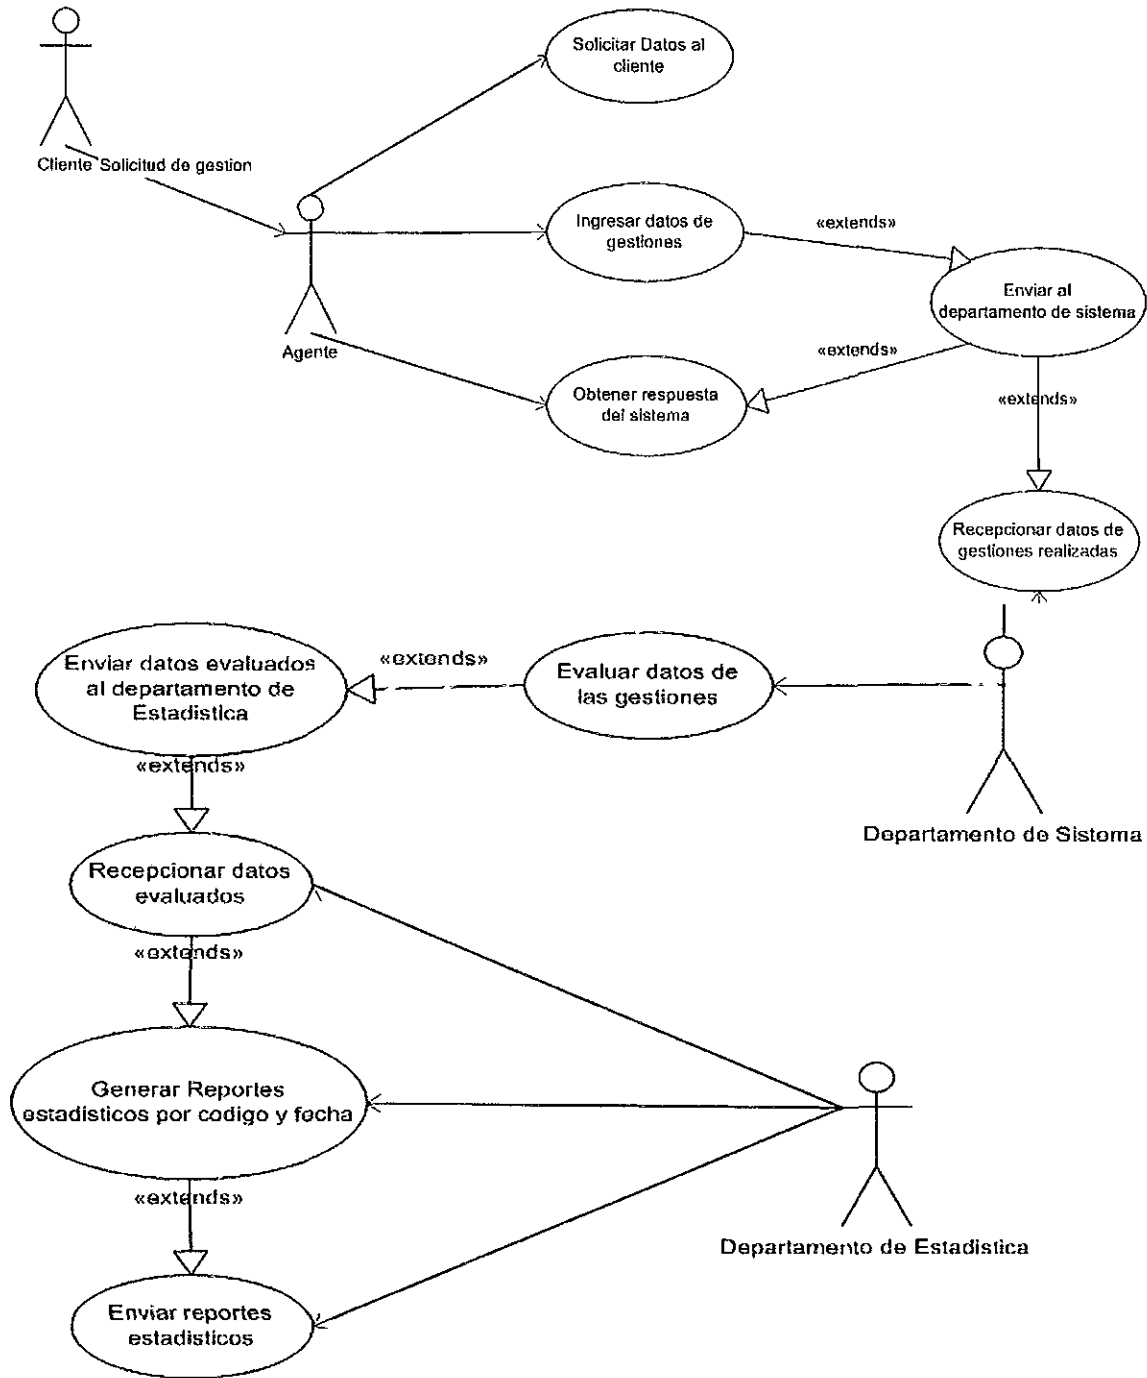 Solicitar Datos al
cliente
Cliente
Solicitud de gestion
Ingresar datos de
gestiones
«extends»
Enviar al
departamento de sistema
Agente
«extends»
Obtener respuesta
del sistema
«extends»
Recepcionar datos de
gestiones realizadas
Enviar datos evaluados
al departamento de
Estadistica
«extends»
Evaluar datos de
las gestiones
«extends»
Departamento de Sistema
Recepcionar datos
evaluados
«extends»
Generar Reportes
estadisticos por codigo y fecha
«extends»
Departamento de Estadistica
Enviar reportes
estadisticos